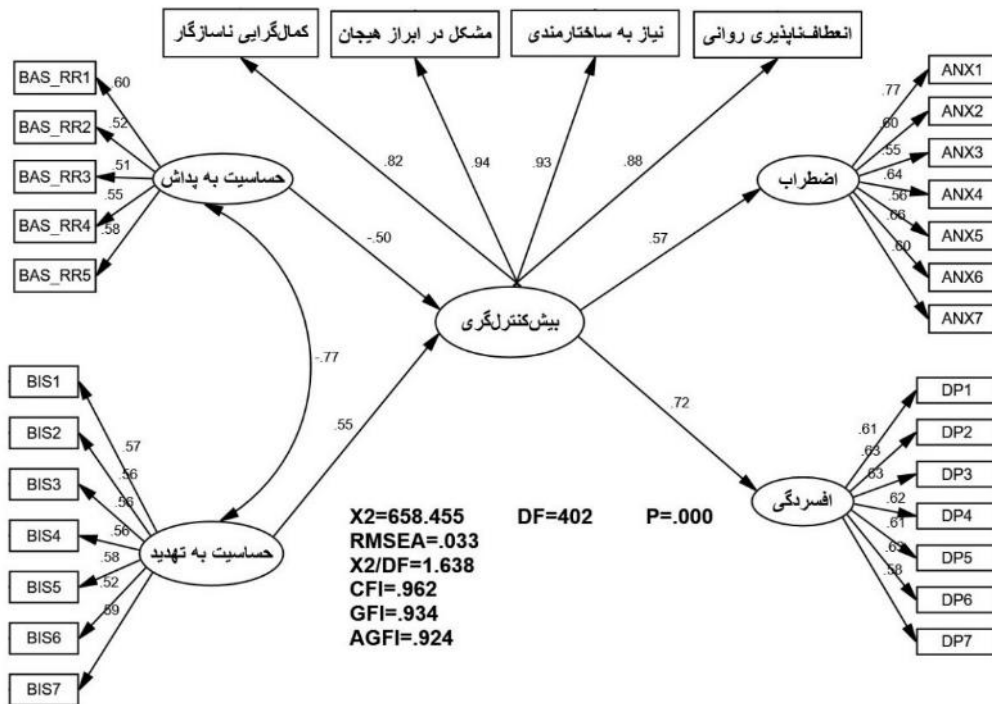 کمال‌گرایی ناسازگار
مشکل در ابراز هیجان
نیاز به ساختارمندی
انعطاف‌ناپذیری روانی
BAS_RR1
BAS_RR2
BAS_RR3
BAS_RR4
BAS_RR5
.60
.52
.51
.55
.58
حساسیت به پداش
.82
.94
.93
.88
ANX1
ANX2
ANX3
ANX4
ANX5
ANX6
ANX7
.77
.60
.55
.64
.56
.66
.60
اضطراب
-.50
.57
بیش‌کنترل‌گری
-.77
.55
.72
BIS1
BIS2
BIS3
BIS4
BIS5
BIS6
BIS7
.57
.56
.56
.56
.58
.52
.59
حساسیت به تهدید
DP1
DP2
DP3
DP4
DP5
DP6
DP7
.61
.63
.63
.62
.61
.63
.58
افسردگی
X2=658.455 DF=402 P=.000
RMSEA=.033
X2/DF=1.638
CFI=.962
GFI=.934
AGFI=.924